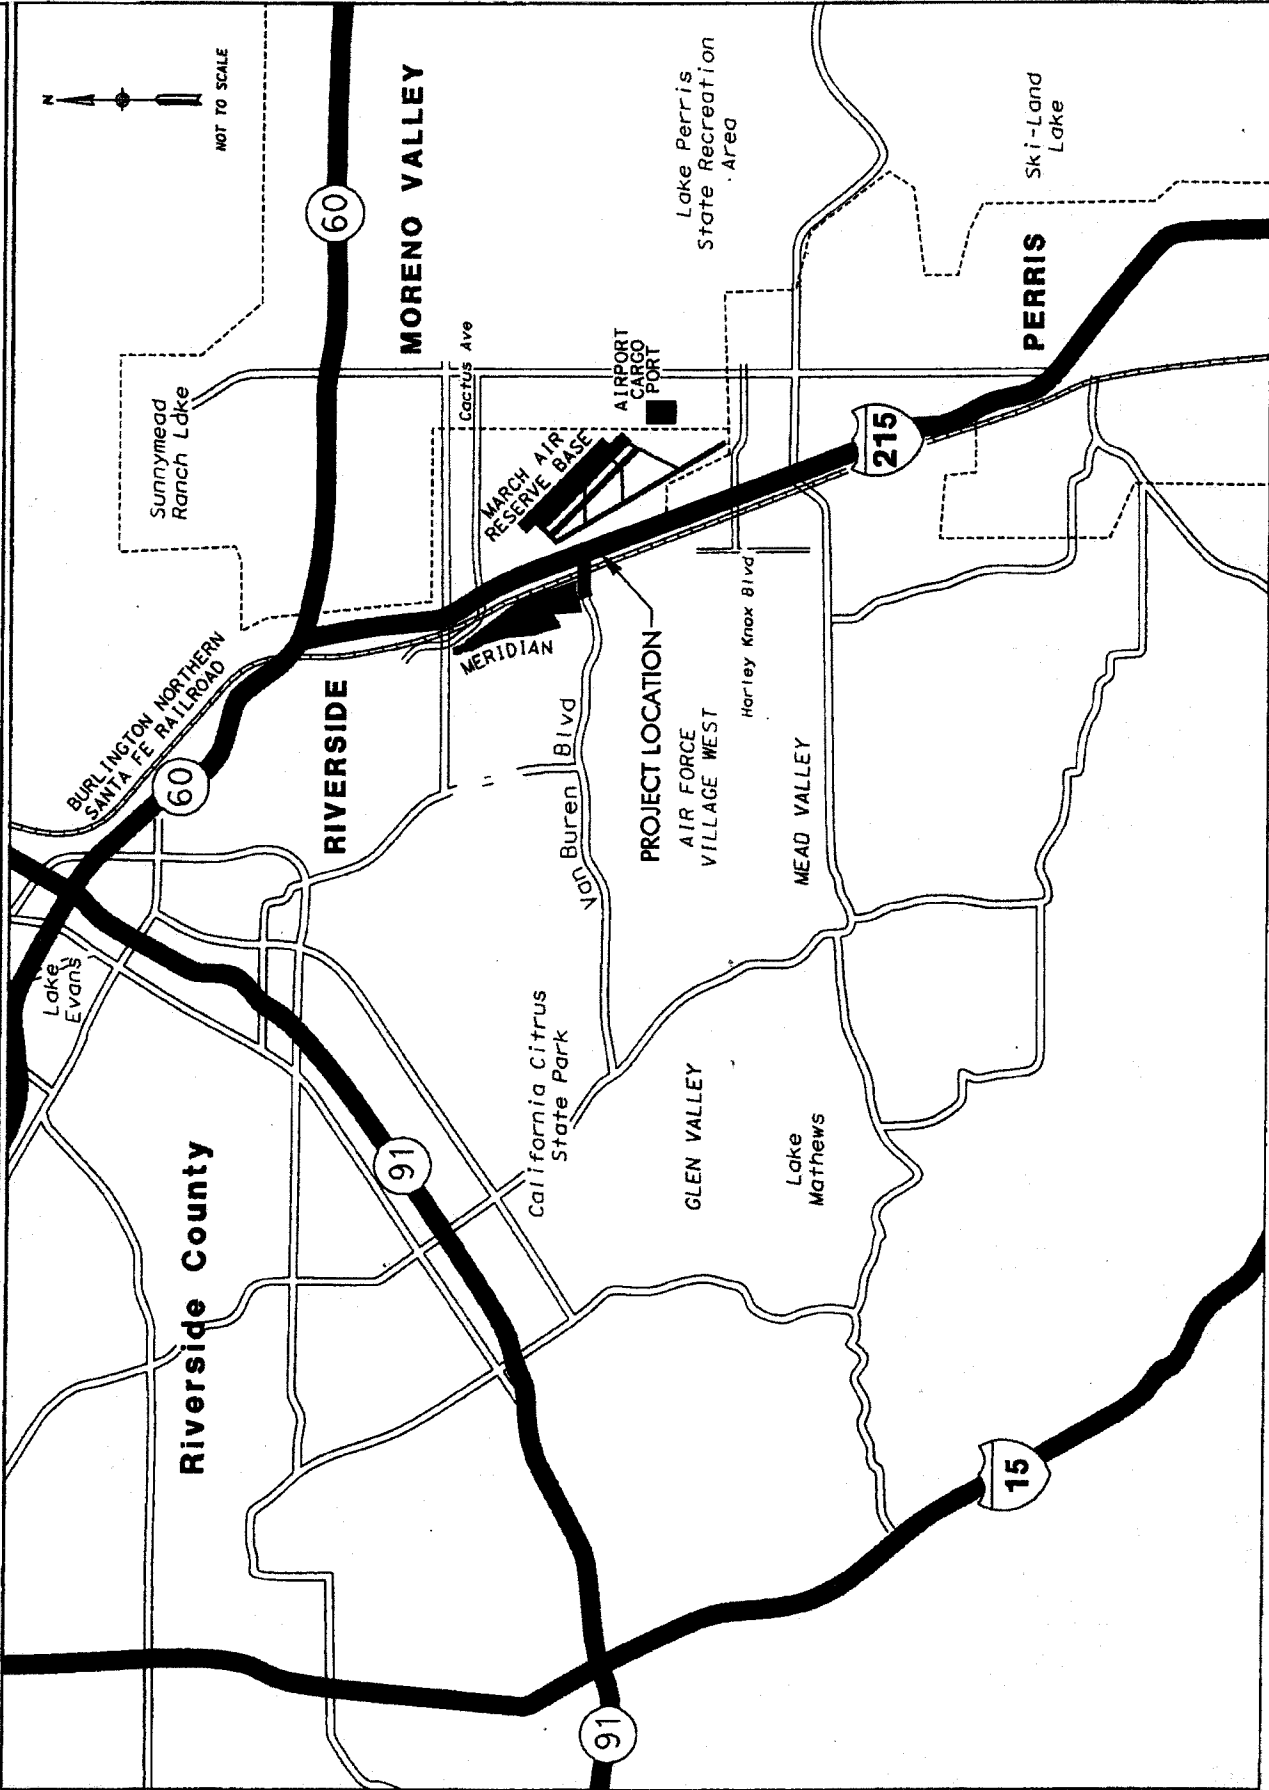 N
NOT TO SCALE
Riverside County
Lake
Evans
BURLINGTON NORTHERN
SANTA FE RAILROAD
60
Sunnymead
Ranch Lake
60
RIVERSIDE
MORENO VALLEY
91
MERIDIAN
Cactus Ave
MARCH AIR
RESERVE BASE
California Citrus
State Park
Van Buren Blvd
AIRPORT
CARGO
PORT
91
PROJECT LOCATION
AIR FORCE
VILLAGE WEST
Lake Perris
State Recreation
Area
GLEN VALLEY
Harley Knox Blvd
MEAD VALLEY
Lake
Mathews
215
15
PERRIS
Ski-Land
Lake